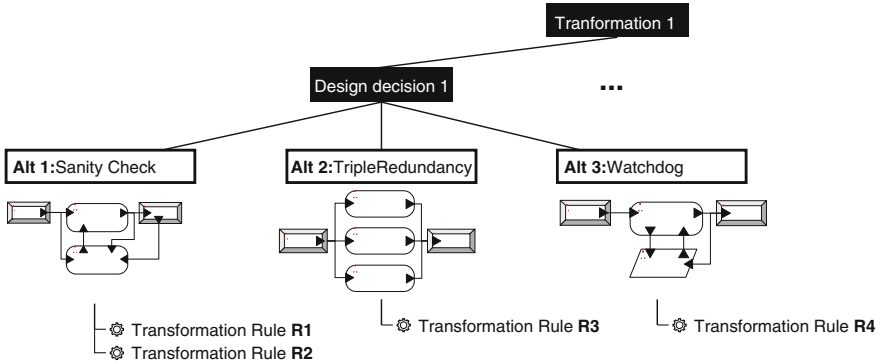 Tranformation 1
Design decision 1
...
Alt 1:Sanity Check
Alt 2:TripleRedundancy
Alt 3:Watchdog
Transformation Rule R1
Transformation Rule R2
Transformation Rule R3
Transformation Rule R4